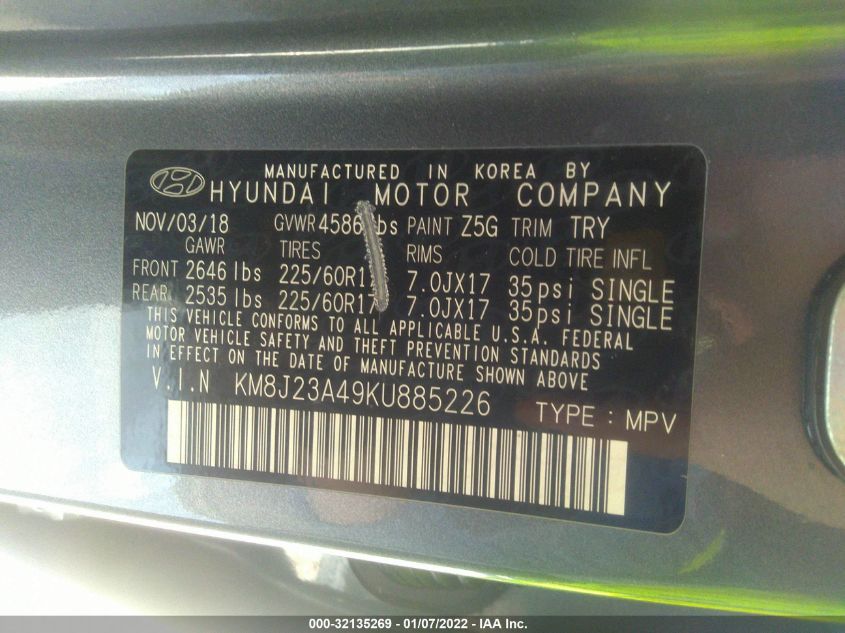 MANUFACTURED IN KOREA BY
HYUNDAI MOTOR COMPANY
NOV/03/18 GVWR 4586 lbs PAINT Z5G TRIM TRY
GAWR TIRES RIMS COLD TIRE INFL
FRONT 2646 lbs 225/60R17 7.0JX17 35psi SINGLE
REAR 2535 lbs 225/60R17 7.0JX17 35psi SINGLE
THIS VEHICLE CONFORMS TO ALL APPLICABLE U.S.A. FEDERAL
MOTOR VEHICLE SAFETY AND THEFT PREVENTION STANDARDS
IN EFFECT ON THE DATE OF MANUFACTURE SHOWN ABOVE
V.I.N KM8J23A49KU885226 TYPE : MPV
000-32135269 - 01/07/2022 - IAA Inc.